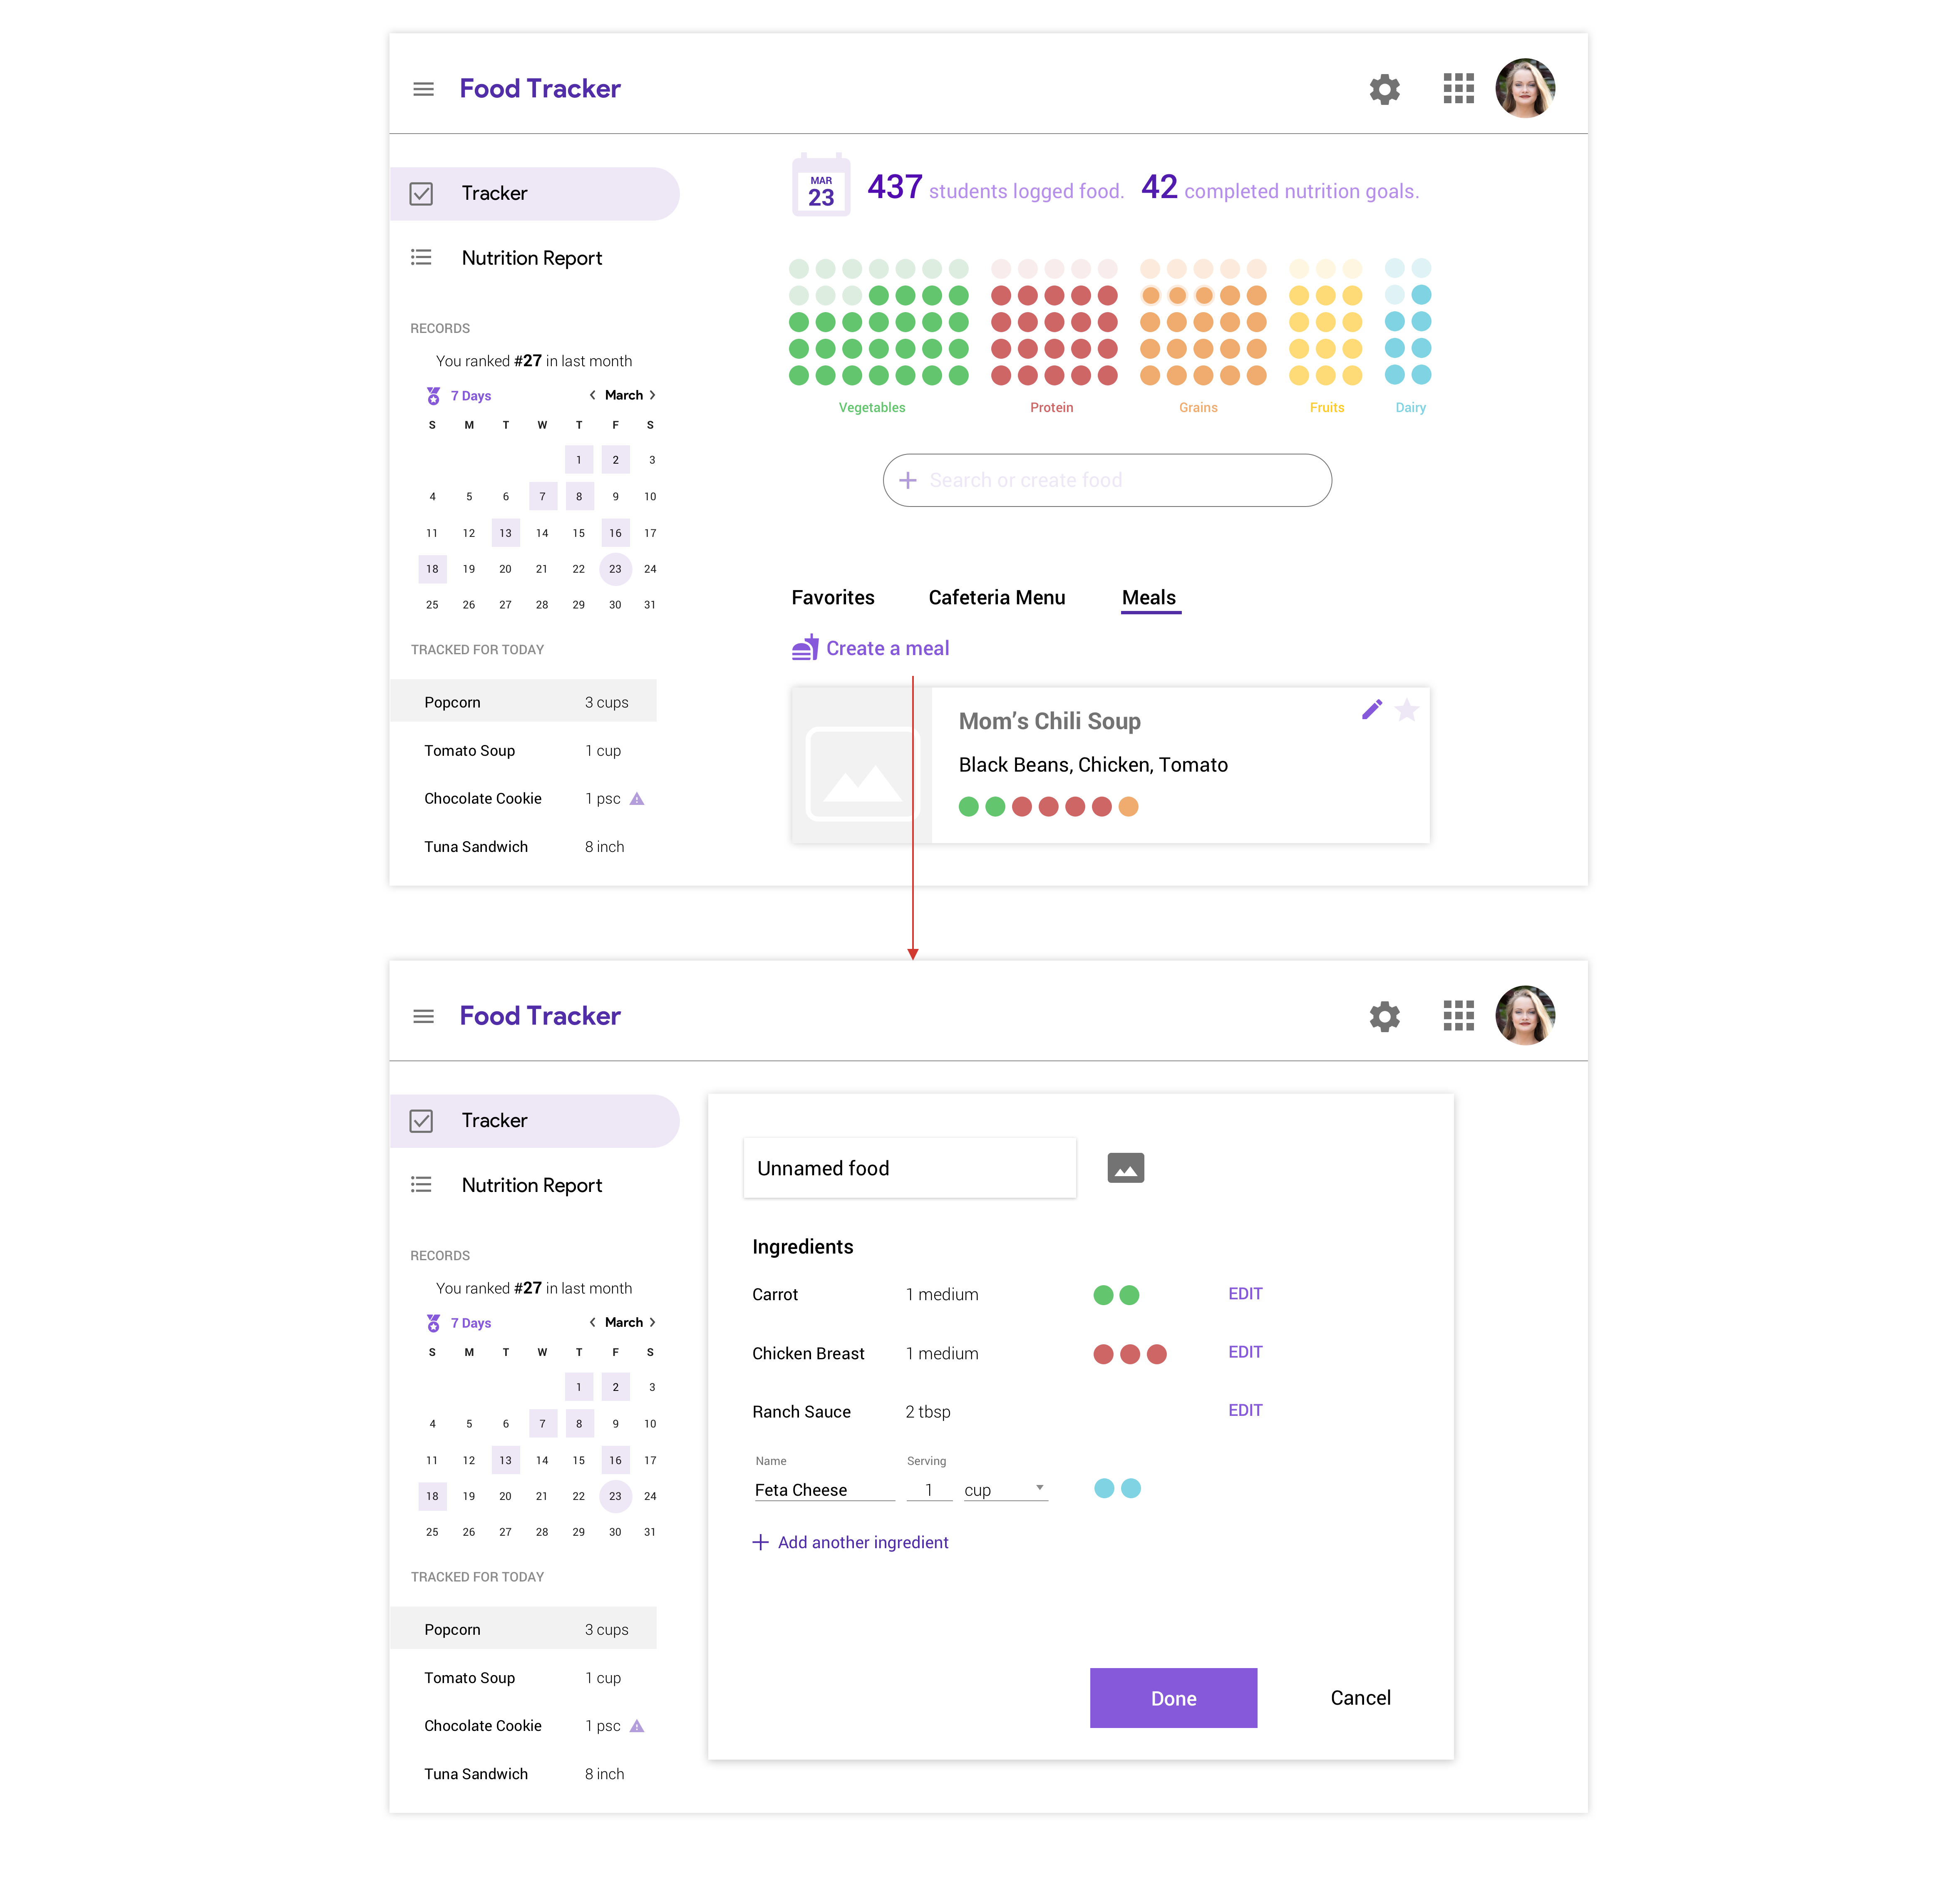 Food Tracker
Tracker
Nutrition Report
RECORDS
You ranked #27 in last month
7 Days
March
S M T W T F S
1 2 3
4 5 6 7 8 9 10
11 12 13 14 15 16 17
18 19 20 21 22 23 24
25 26 27 28 29 30 31
TRACKED FOR TODAY
Popcorn 3 cups
Tomato Soup 1 cup
Chocolate Cookie 1 psc
Tuna Sandwich 8 inch
MAR
23
437 students logged food. 42 completed nutrition goals.
Vegetables Protein Grains Fruits Dairy
Search or create food
Favorites Cafeteria Menu Meals
Create a meal
Mom’s Chili Soup
Black Beans, Chicken, Tomato
Food Tracker
Tracker
Nutrition Report
RECORDS
You ranked #27 in last month
7 Days
March
S M T W T F S
1 2 3
4 5 6 7 8 9 10
11 12 13 14 15 16 17
18 19 20 21 22 23 24
25 26 27 28 29 30 31
TRACKED FOR TODAY
Popcorn 3 cups
Tomato Soup 1 cup
Chocolate Cookie 1 psc
Tuna Sandwich 8 inch
Unnamed food
Ingredients
Carrot 1 medium EDIT
Chicken Breast 1 medium EDIT
Ranch Sauce 2 tbsp EDIT
Name Serving
Feta Cheese 1 cup
Add another ingredient
Done Cancel